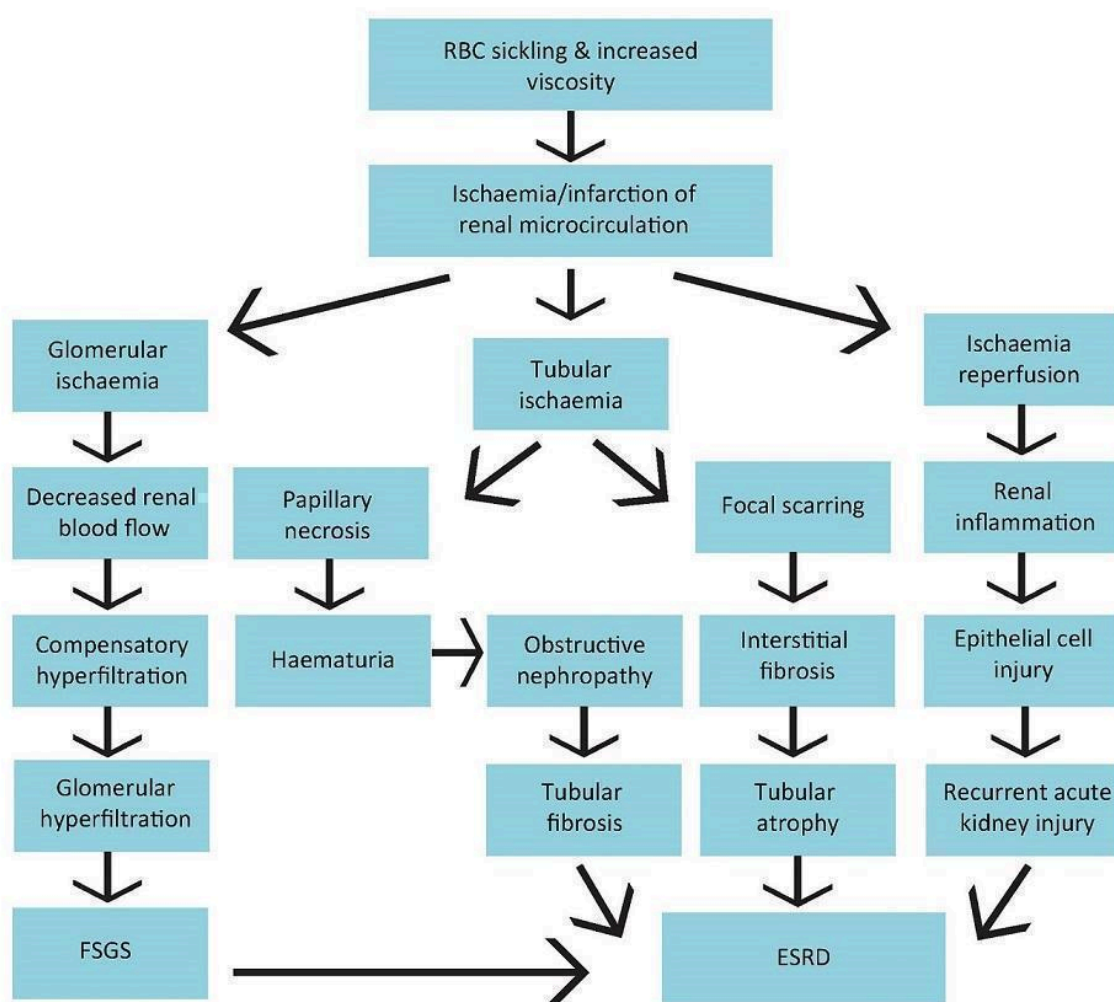 RBC sickling & increased
viscosity
Ischaemia/infarction of
renal microcirculation
Glomerular
ischaemia
Tubular
ischaemia
Ischaemia
reperfusion
Decreased renal
blood flow
Papillary
necrosis
Focal scarring
Renal
inflammation
Compensatory
hyperfiltration
Haematuria
Obstructive
nephropathy
Interstitial
fibrosis
Epithelial cell
injury
Glomerular
hyperfiltration
Tubular
fibrosis
Tubular
atrophy
Recurrent acute
kidney injury
FSGS
ESRD